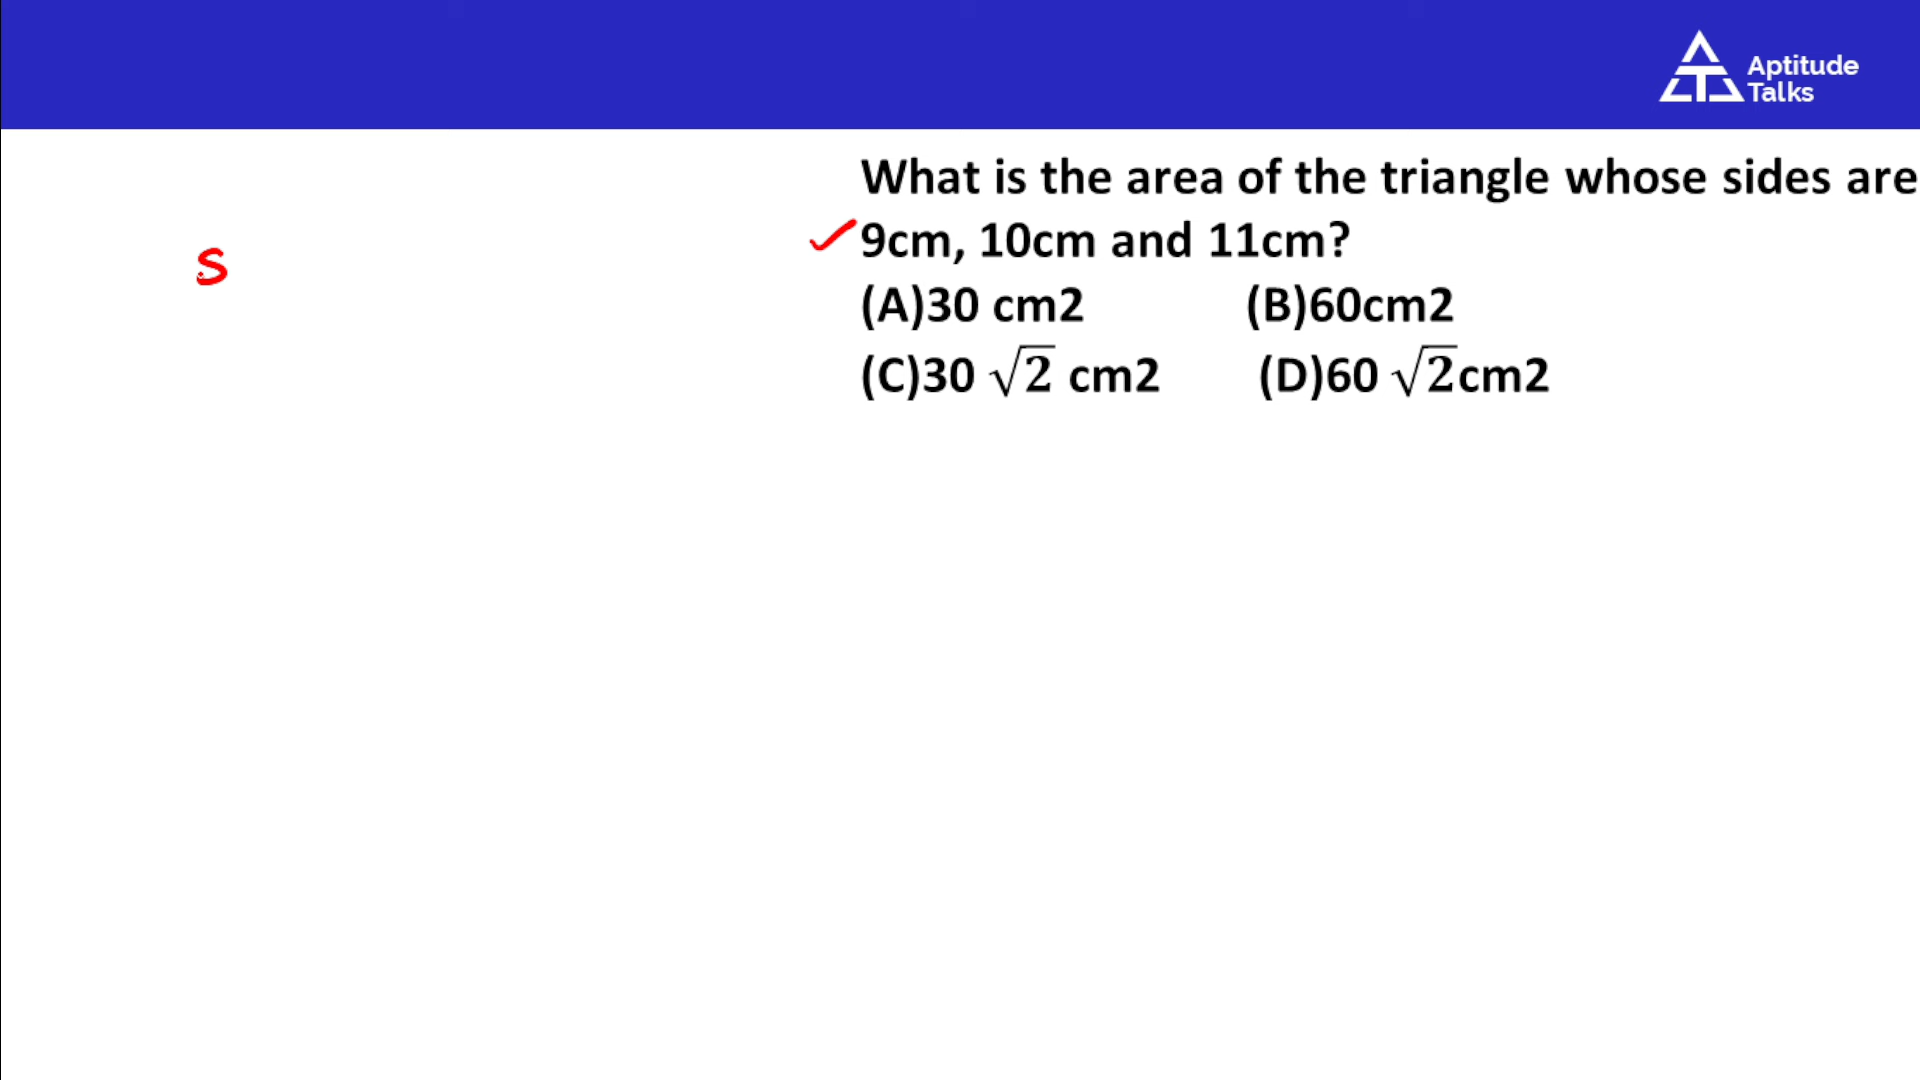 Aptitude
Talks
What is the area of the triangle whose sides are
9cm, 10cm and 11cm?
(A)30 cm2 (B)60cm2
(C)30 √2 cm2 (D)60 √2cm2
S